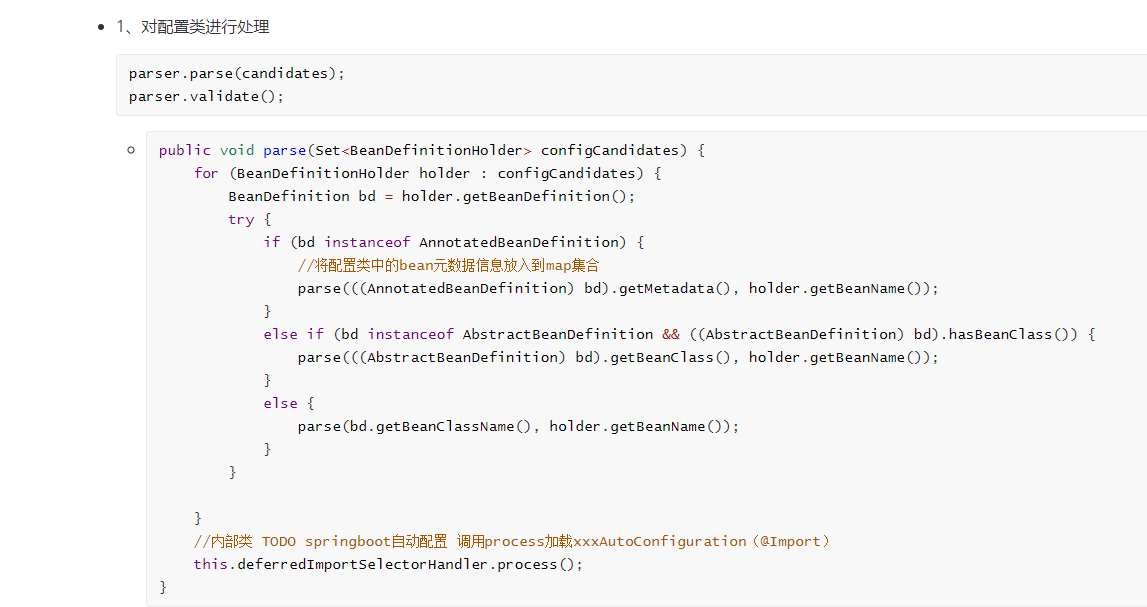 1、对配置类进行处理
parser.parse(candidates);
parser.validate();
public void parse(Set<BeanDefinitionHolder> configCandidates) {
    for (BeanDefinitionHolder holder : configCandidates) {
        BeanDefinition bd = holder.getBeanDefinition();
        try {
            if (bd instanceof AnnotatedBeanDefinition) {
                //将配置类中的bean元数据信息放入到map集合
                parse(((AnnotatedBeanDefinition) bd).getMetadata(), holder.getBeanName());
            }
            else if (bd instanceof AbstractBeanDefinition && ((AbstractBeanDefinition) bd).hasBeanClass()) {
                parse(((AbstractBeanDefinition) bd).getBeanClass(), holder.getBeanName());
            }
            else {
                parse(bd.getBeanClassName(), holder.getBeanName());
            }
        }
    }
    //内部类 TODO springboot自动配置 调用process加载xxxAutoConfiguration（@Import）
    this.deferredImportSelectorHandler.process();
}